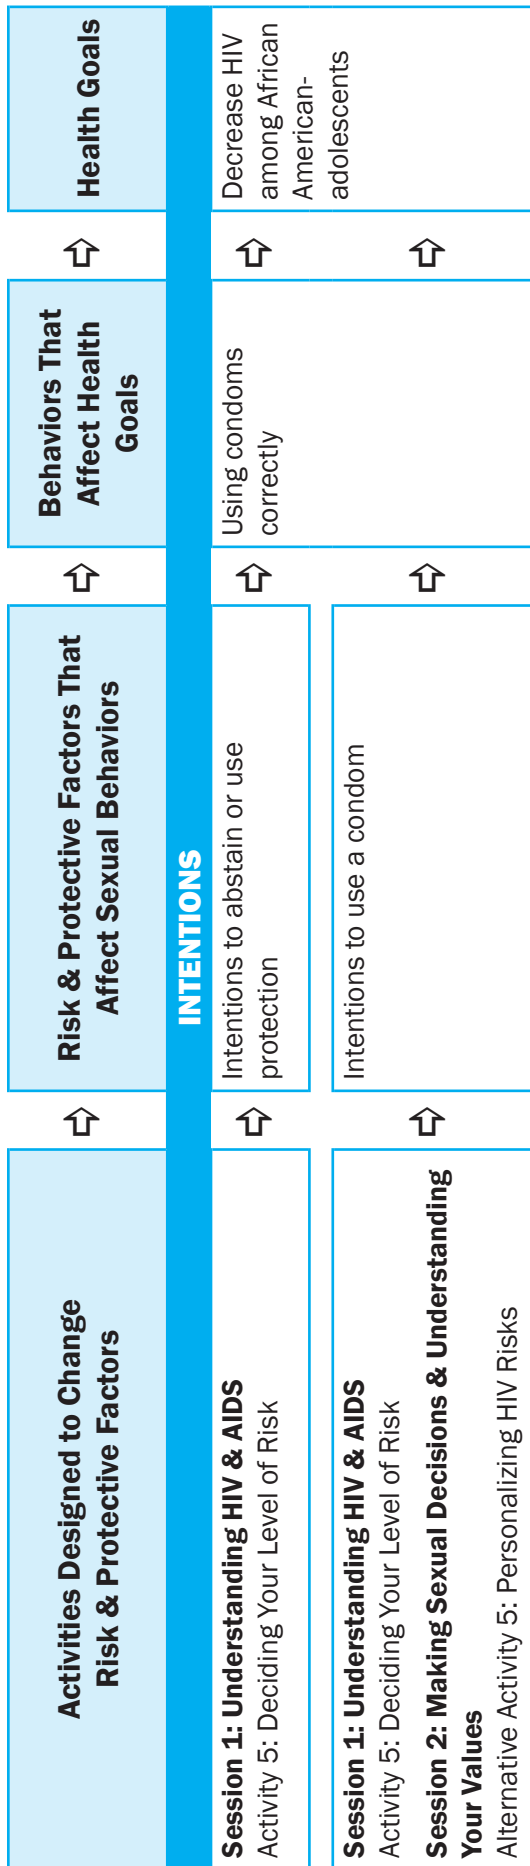 Activities Designed to Change
Risk & Protective Factors
Risk & Protective Factors That
Affect Sexual Behaviors
Behaviors That
Affect Health
Goals
Health Goals
INTENTIONS
Session 1: Understanding HIV & AIDS
Activity 5: Deciding Your Level of Risk
Intentions to abstain or use
protection
Using condoms
correctly
Decrease HIV
among African
American-
adolescents
Session 1: Understanding HIV & AIDS
Activity 5: Deciding Your Level of Risk
Session 2: Making Sexual Decisions & Understanding
Your Values
Alternative Activity 5: Personalizing HIV Risks
Intentions to use a condom